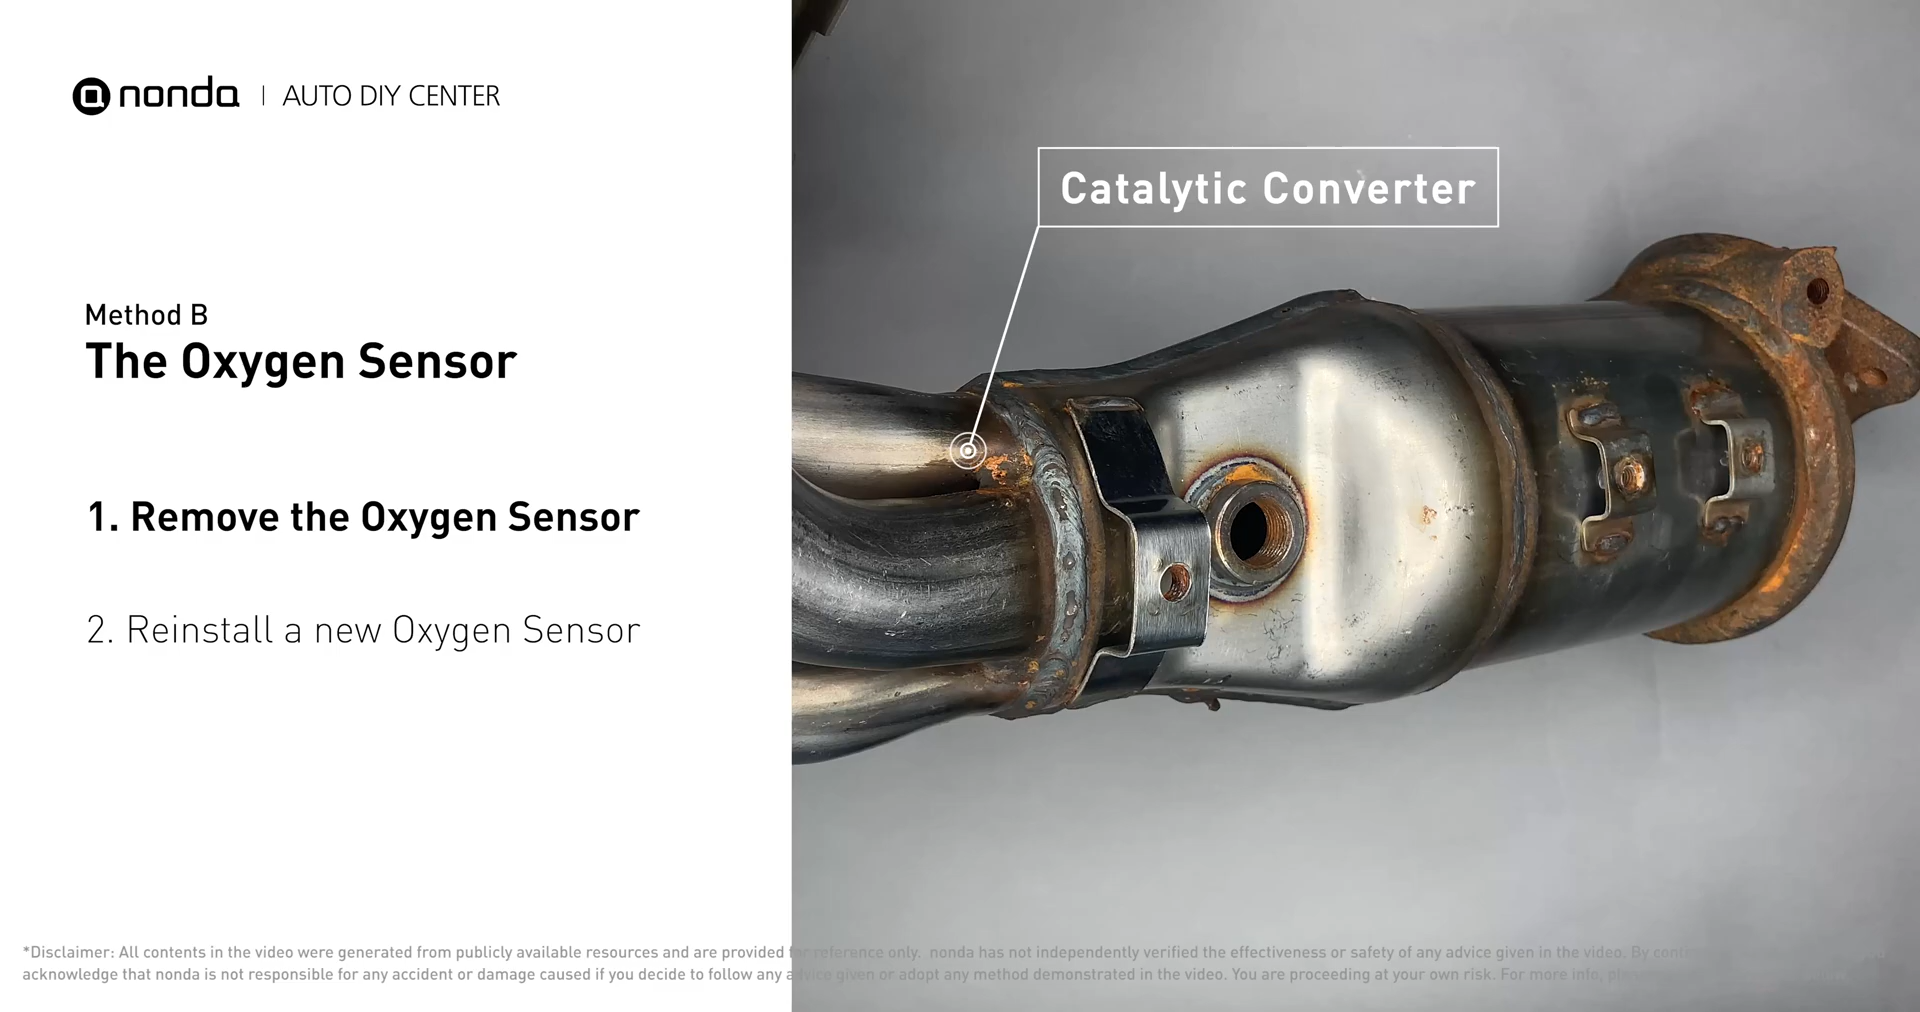 nonda | AUTO DIY CENTER
Catalytic Converter
Method B
The Oxygen Sensor
1. Remove the Oxygen Sensor
2. Reinstall a new Oxygen Sensor
*Disclaimer: All contents in the video were generated from publicly available resources and are provided for reference only. nonda has not independently verified the effectiveness or safety of any advice given in the video. By
acknowledge that nonda is not responsible for any accident or damage caused if you decide to follow any advice given or adopt any method demonstrated in the video. You are proceeding at your own risk. For more info,